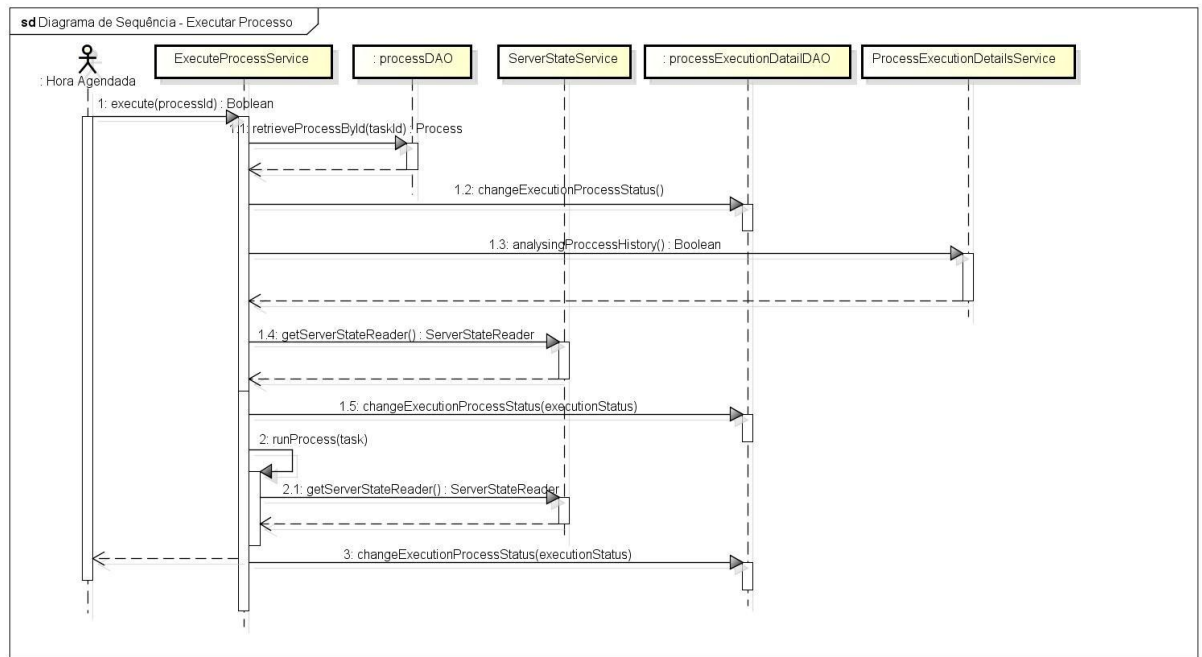 sd Diagrama de Sequência - Executar Processo
: Hora Agendada
ExecuteProcessService
: processDAO
ServerStateService
: processExecutionDatailDAO
ProcessExecutionDetailsService
1: execute(processId) : Boolean
1.1: retrieveProcessById(taskId) : Process
1.2: changeExecutionProcessStatus()
1.3: analysingProccessHistory() : Boolean
1.4: getServerStateReader() : ServerStateReader
1.5: changeExecutionProcessStatus(executionStatus)
2: runProcess(task)
2.1: getServerStateReader() : ServerStateReader
3: changeExecutionProcessStatus(executionStatus)